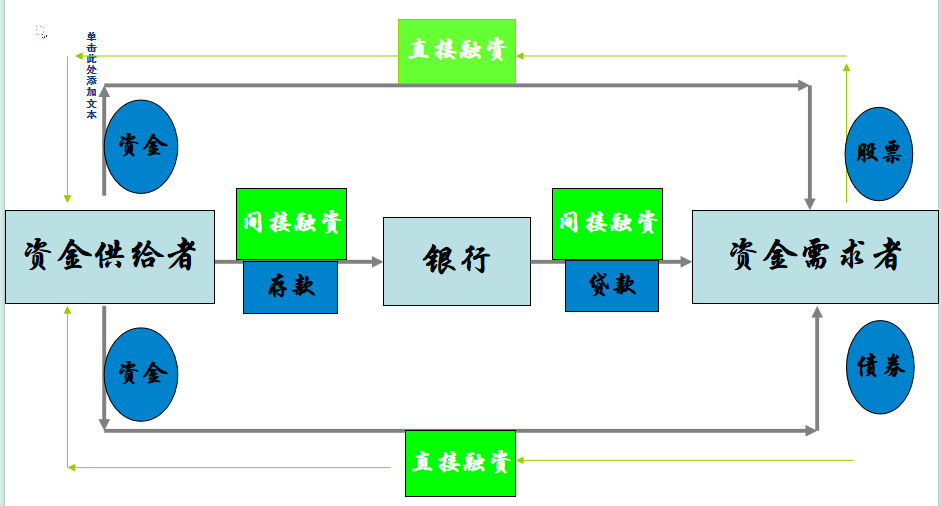 直接融资
单击此处添加文本
资金
股票
间接融资
间接融资
资金供给者
银行
资金需求者
存款
贷款
资金
债券
直接融资